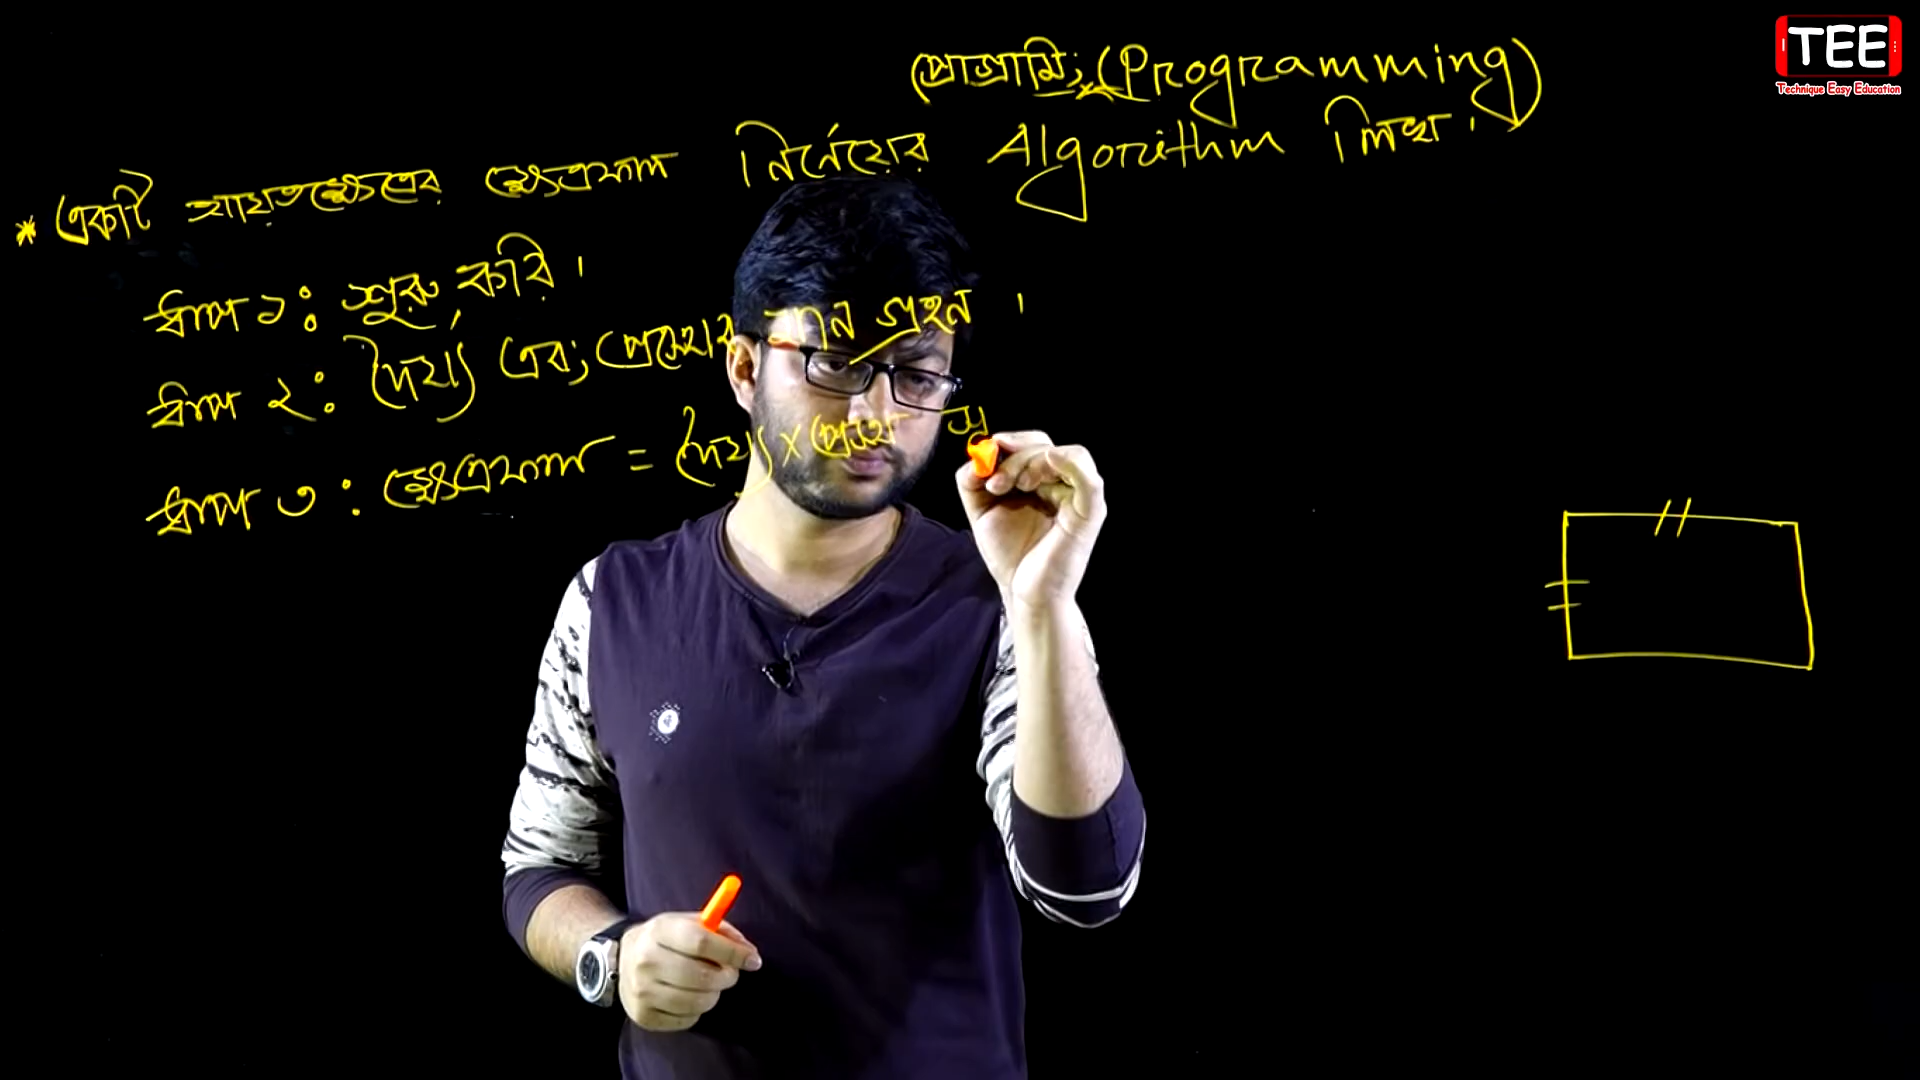 প্রোগ্রামিং (Programming)
TEE
Technique Easy Education
* একটি আয়তক্ষেত্রের ক্ষেত্রফল নির্ণয়ের Algorithm লিখ।
ধাপ ১: শুরু করি।
ধাপ ২: দৈর্ঘ্য এবং প্রস্থের মান গ্রহন।
ধাপ ৩: ক্ষেত্রফল = দৈর্ঘ্য × প্রস্থ